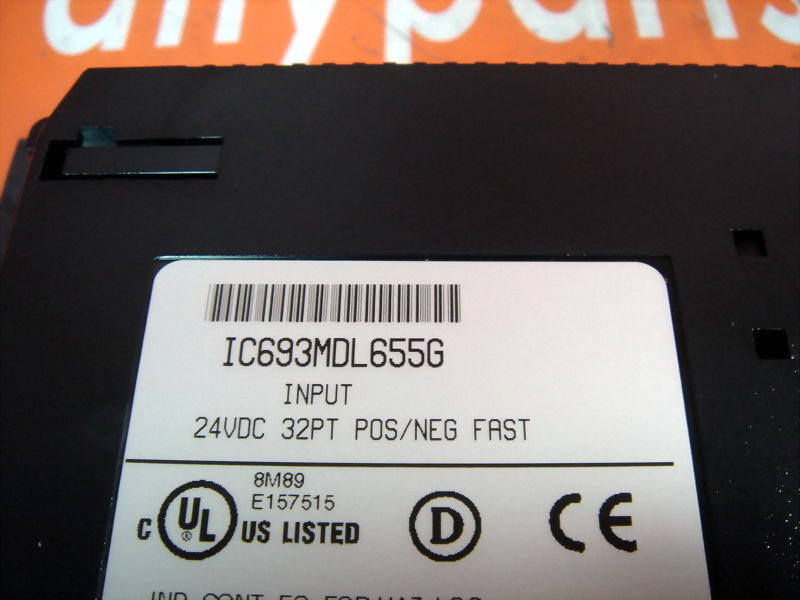 IC693MDL655G
INPUT
24VDC 32PT POS/NEG FAST
8M89
E157515
C UL US LISTED
D
CE